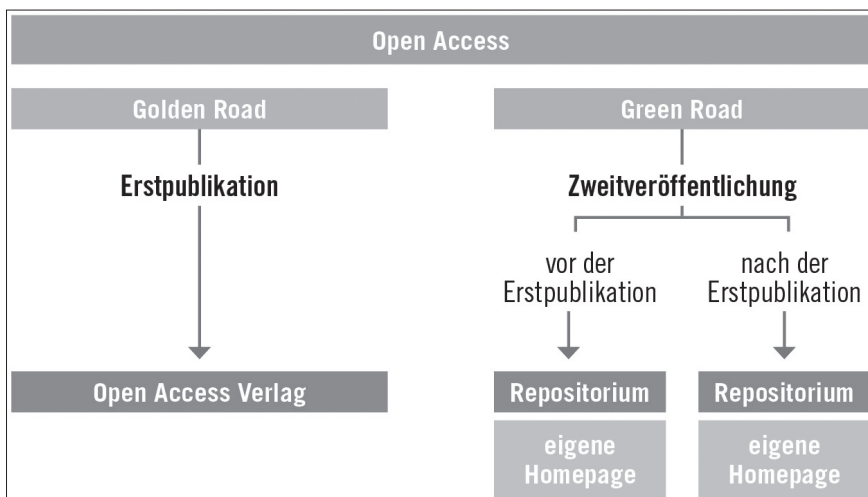 Open Access
Golden Road
Green Road
Erstpublikation
Zweitveröffentlichung
vor der
Erstpublikation
nach der
Erstpublikation
Open Access Verlag
Repositorium
Repositorium
eigene
Homepage
eigene
Homepage